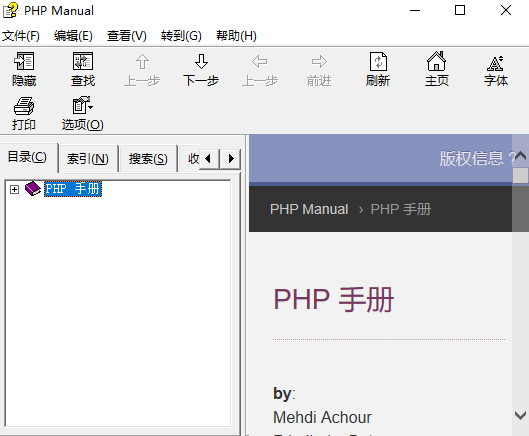 PHP Manual
文件(F) 编辑(E) 查看(V) 转到(G) 帮助(H)
隐藏 查找 上一步 下一步 上一步 前进 刷新 主页 字体
打印 选项(O)
目录(C) 索引(N) 搜索(S) 收
PHP 手册
版权信息 ?
PHP Manual › PHP 手册
PHP 手册
by:
Mehdi Achour